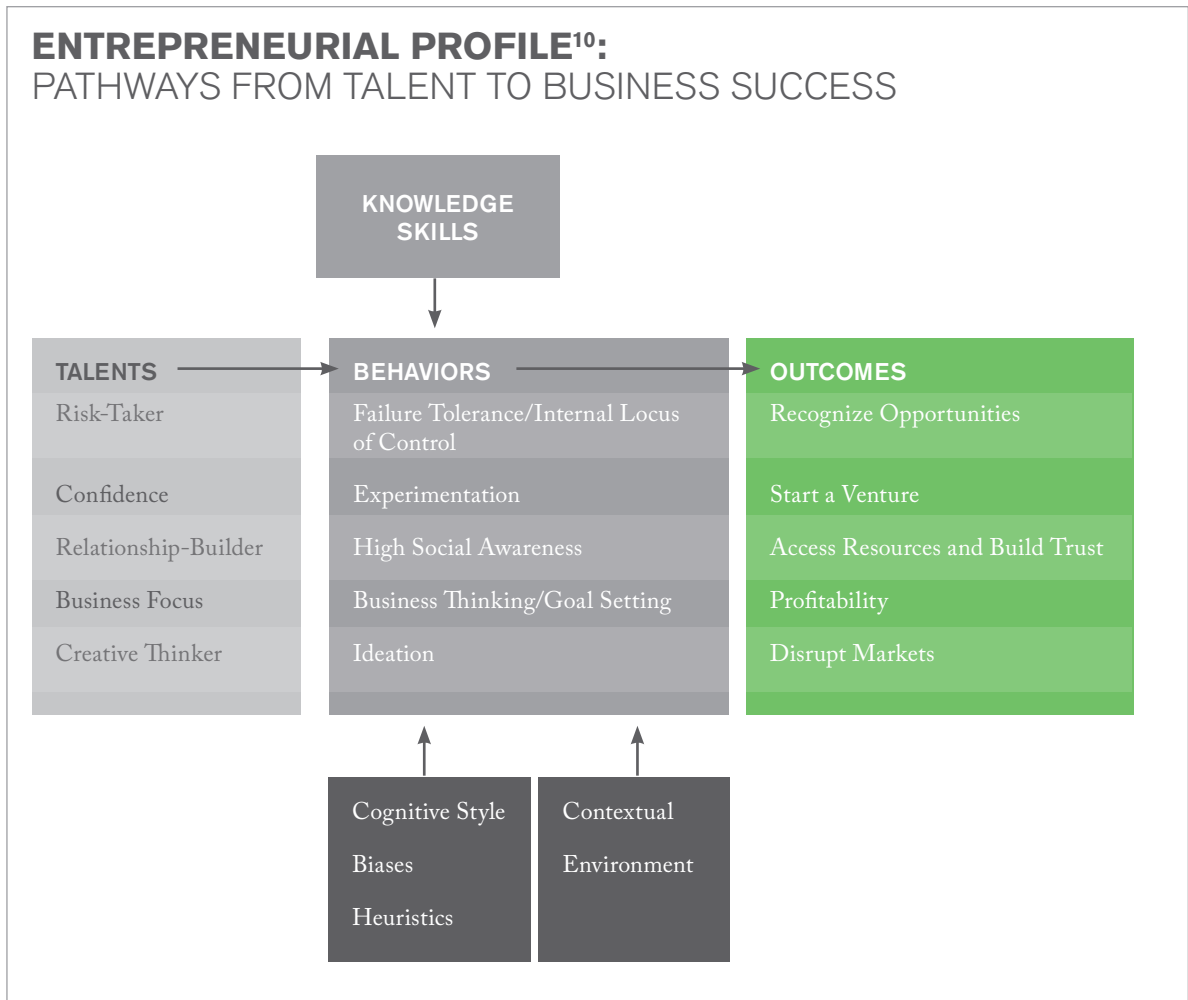 ENTREPRENEURIAL PROFILE¹⁰:
PATHWAYS FROM TALENT TO BUSINESS SUCCESS
KNOWLEDGE
SKILLS
TALENTS
Risk-Taker
Confidence
Relationship-Builder
Business Focus
Creative Thinker
BEHAVIORS
Failure Tolerance/Internal Locus
of Control
Experimentation
High Social Awareness
Business Thinking/Goal Setting
Ideation
OUTCOMES
Recognize Opportunities
Start a Venture
Access Resources and Build Trust
Profitability
Disrupt Markets
Cognitive Style
Biases
Heuristics
Contextual
Environment